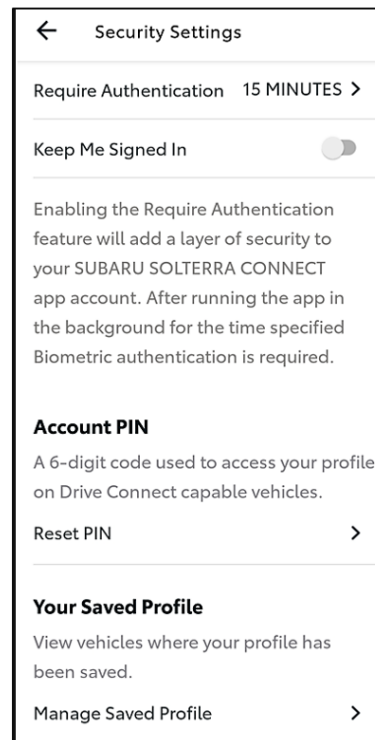 Security Settings
Require Authentication 15 MINUTES
Keep Me Signed In
Enabling the Require Authentication
feature will add a layer of security to
your SUBARU SOLTERRA CONNECT
app account. After running the app in
the background for the time specified
Biometric authentication is required.
Account PIN
A 6-digit code used to access your profile
on Drive Connect capable vehicles.
Reset PIN
Your Saved Profile
View vehicles where your profile has
been saved.
Manage Saved Profile